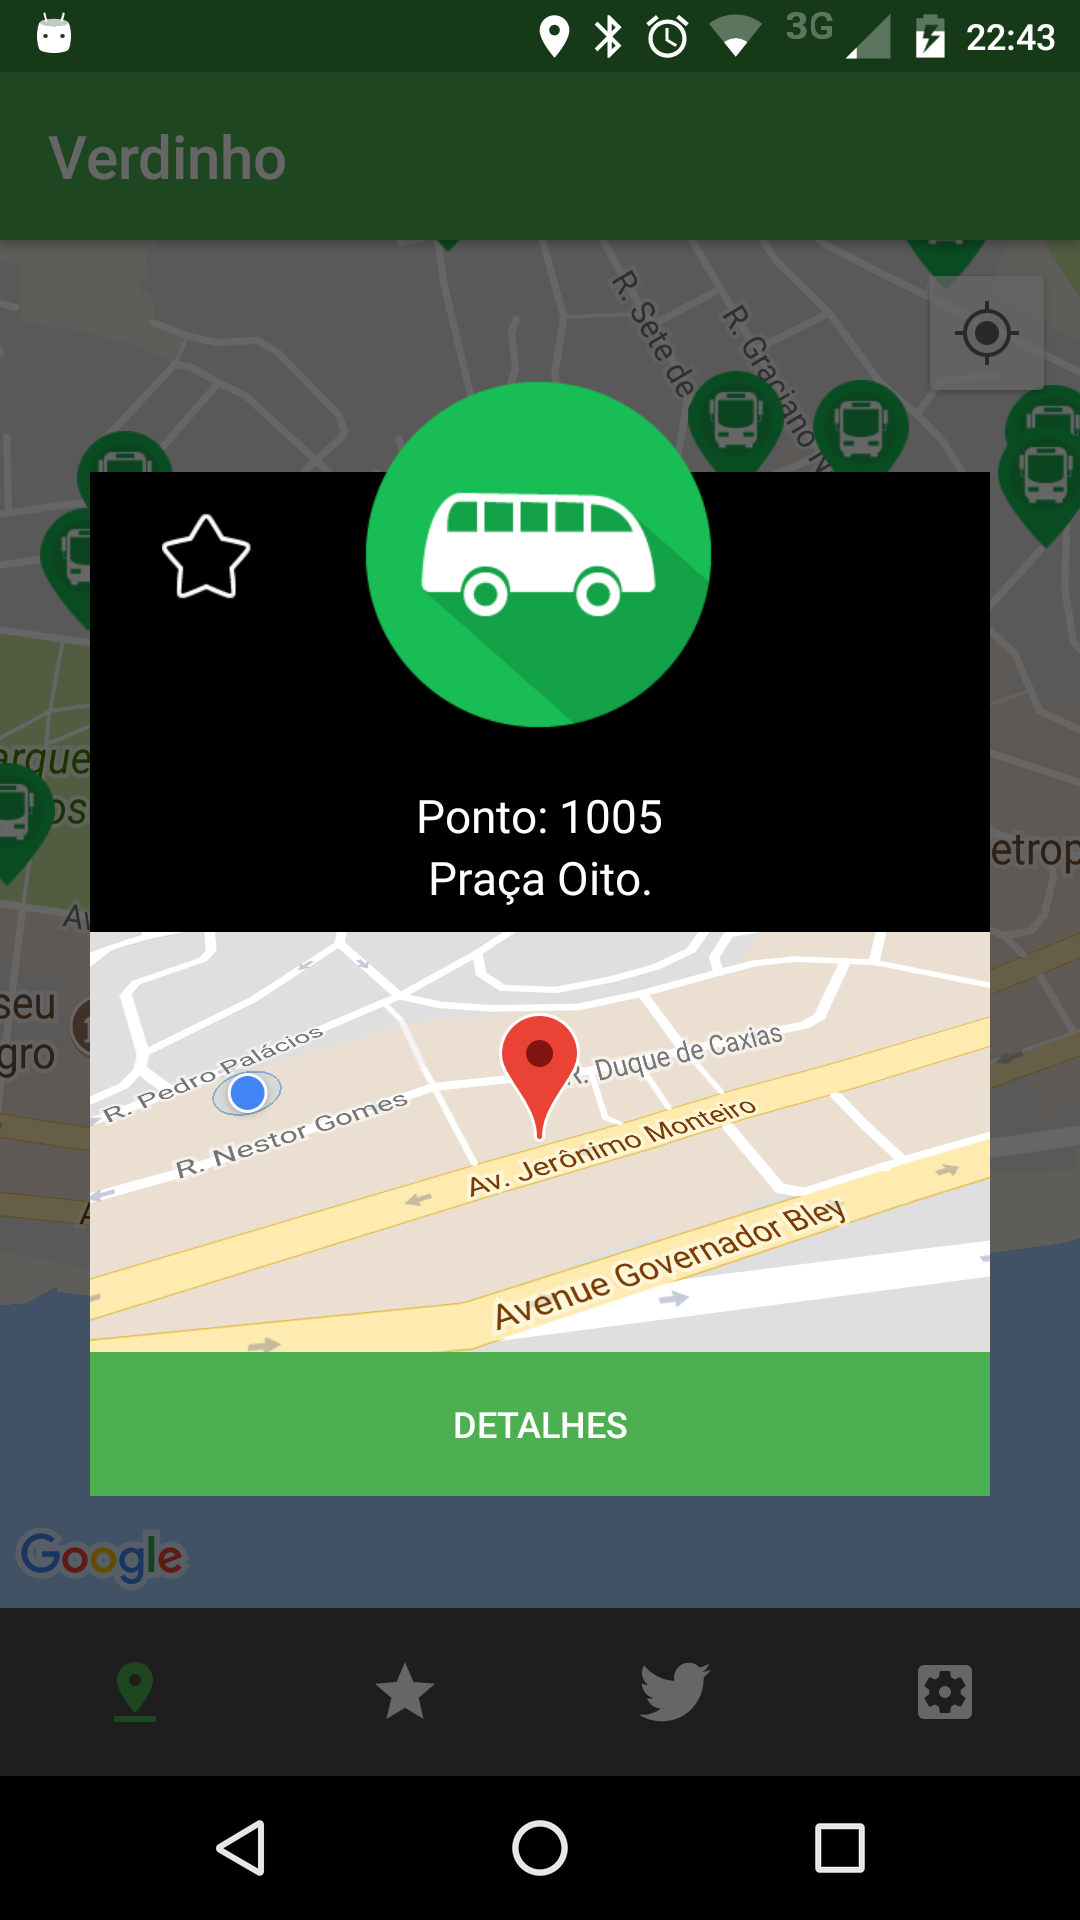 3G 22:43
Verdinho
R. Sete de
R. Graciano N
arque
os
Ponto: 1005
Praça Oito.
etrop
Av
seu
gro
R. Pedro Palácios
R. Duque de Caxias
R. Nestor Gomes
Av. Jerônimo Monteiro
A
Avenue Governador Bley
DETALHES
Google